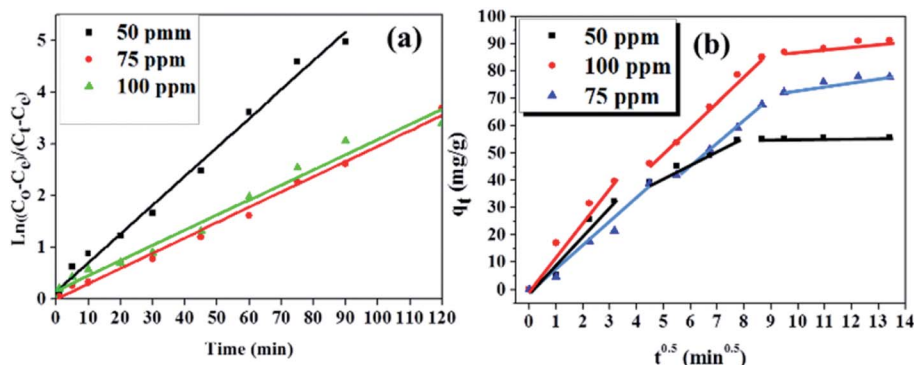 (a)
50 pmm
75 ppm
100 ppm
Ln((C₀-Cₑ)/(Cₜ-Cₑ)
5
4
3
2
1
0
0 10 20 30 40 50 60 70 80 90 100 110 120
Time (min)
(b)
50 ppm
100 ppm
75 ppm
qₜ (mg/g)
100
90
80
70
60
50
40
30
20
10
0
0 1 2 3 4 5 6 7 8 9 10 11 12 13 14
t^0.5 (min^0.5)